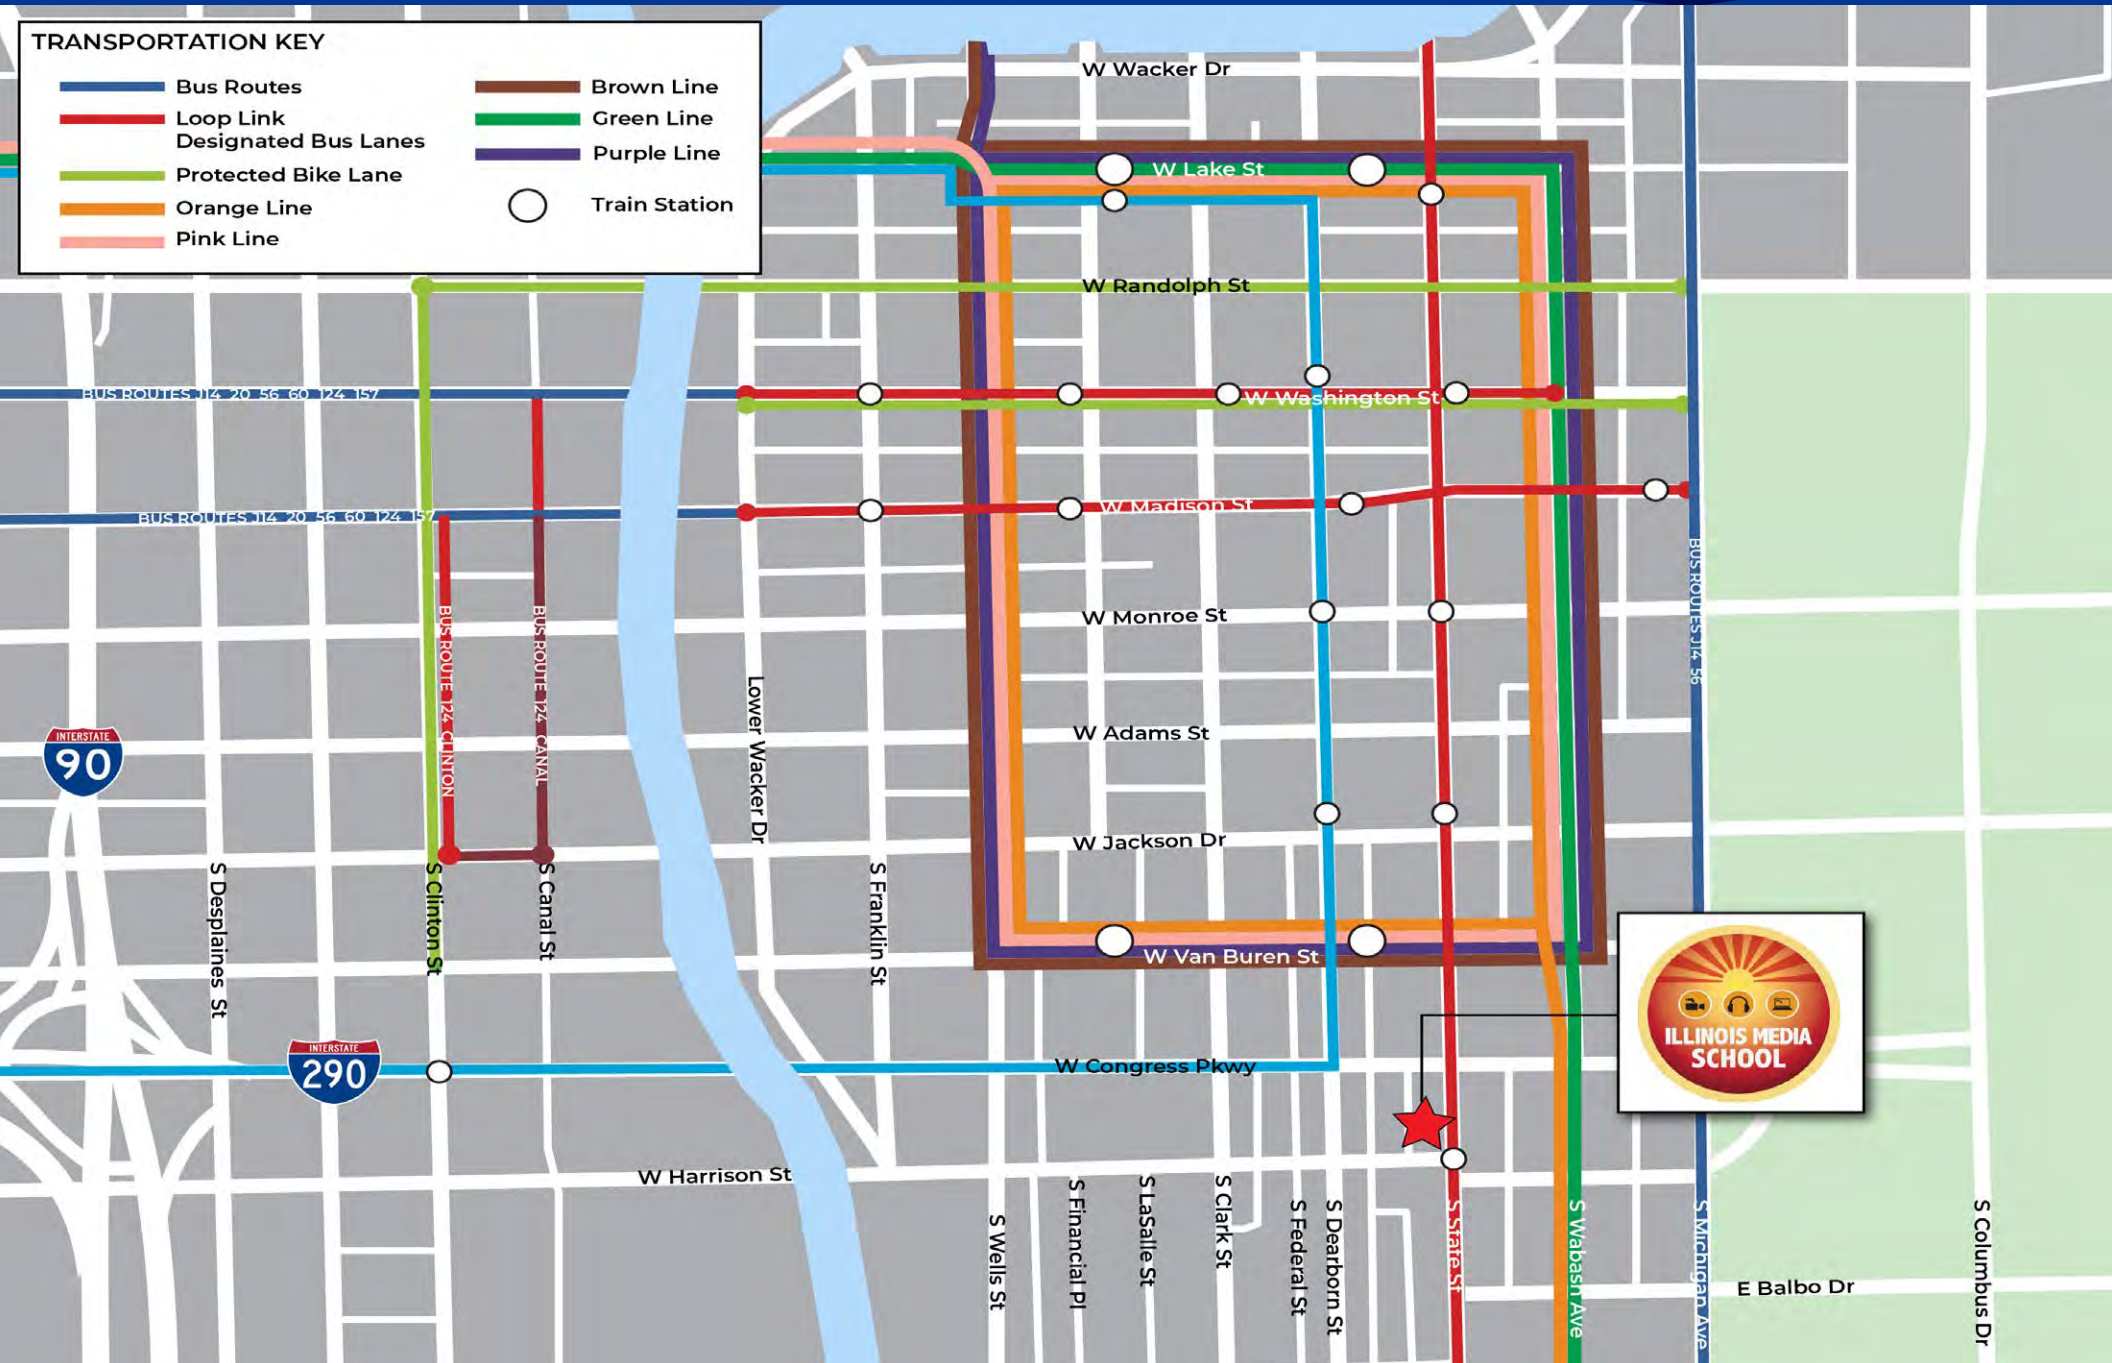 TRANSPORTATION KEY
Bus Routes
Loop Link
Designated Bus Lanes
Protected Bike Lane
Orange Line
Pink Line
Brown Line
Green Line
Purple Line
Train Station
W Wacker Dr
W Lake St
W Randolph St
BUS ROUTES J14 20 56 60 124 157
W Washington St
BUS ROUTES J14 20 56 60 124 157
W Madison St
BUS ROUTES J14 56
BUS ROUTE 124 CLINTON
BUS ROUTE 124 CANAL
W Monroe St
Lower Wacker Dr
W Adams St
INTERSTATE
90
W Jackson Dr
S Desplaines St
S Clinton St
S Canal St
S Franklin St
W Van Buren St
ILLINOIS MEDIA
SCHOOL
INTERSTATE
290
W Congress Pkwy
W Harrison St
S Wells St
S Financial Pl
S LaSalle St
S Clark St
S Federal St
S Dearborn St
S State St
S Wabash Ave
S Michigan Ave
E Balbo Dr
S Columbus Dr